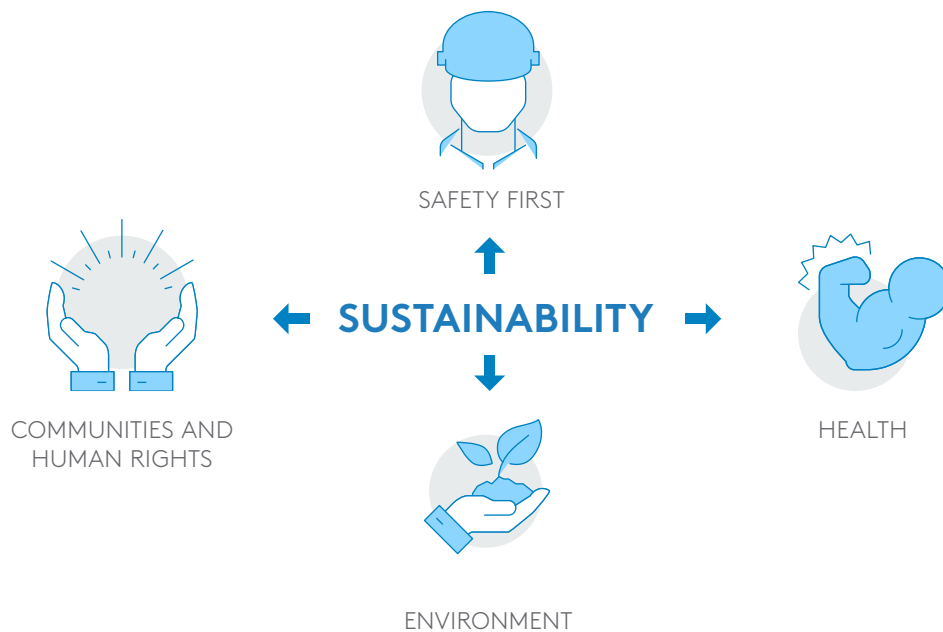 SAFETY FIRST
SUSTAINABILITY
COMMUNITIES AND
HUMAN RIGHTS
HEALTH
ENVIRONMENT